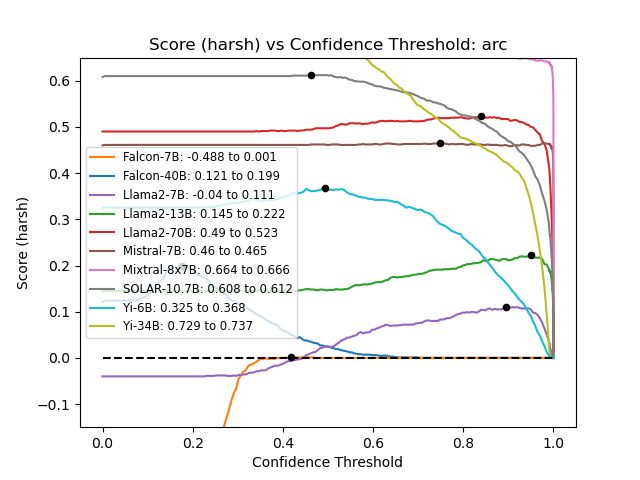 Score (harsh) vs Confidence Threshold: arc
Score (harsh)
0.6
0.5
0.4
0.3
0.2
0.1
0.0
−0.1
Falcon-7B: -0.488 to 0.001
Falcon-40B: 0.121 to 0.199
Llama2-7B: -0.04 to 0.111
Llama2-13B: 0.145 to 0.222
Llama2-70B: 0.49 to 0.523
Mistral-7B: 0.46 to 0.465
Mixtral-8x7B: 0.664 to 0.666
SOLAR-10.7B: 0.608 to 0.612
Yi-6B: 0.325 to 0.368
Yi-34B: 0.729 to 0.737
0.0 0.2 0.4 0.6 0.8 1.0
Confidence Threshold